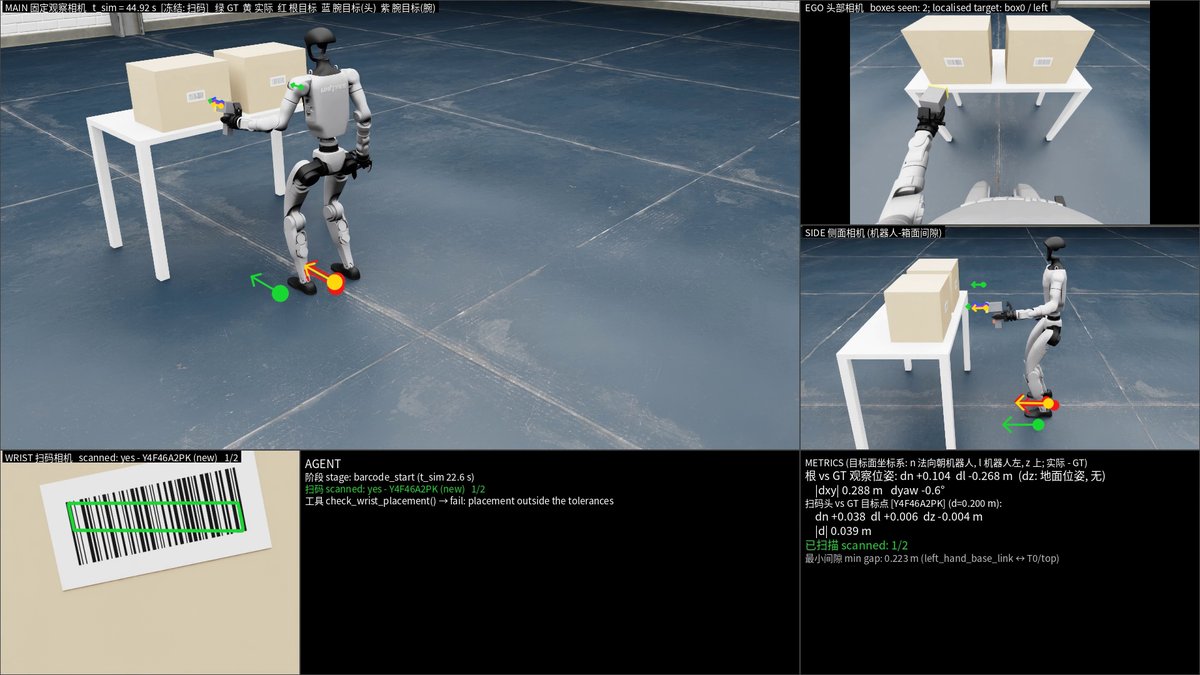 MAIN 固定观察相机 t_sim = 44.92 s [冻结: 扫码] 绿 GT 黄 实际 红 根目标 蓝 腕目标(头) 紫 腕目标(腕)
EGO 头部相机 boxes seen: 2; localised target: box0 / left
SIDE 侧面相机 (机器人-箱面间隙)
WRIST 扫码相机 scanned: yes - Y4F46A2PK (new) 1/2
AGENT
阶段 stage: barcode_start (t_sim 22.6 s)
扫码 scanned: yes - Y4F46A2PK (new) 1/2
工具 check_wrist_placement() → fail: placement outside the tolerances
METRICS (目标面坐标系: n 法向朝机器人, l 机器人左, z 上; 实际 - GT)
根 vs GT 观察位姿: dn +0.104 dl -0.268 m (dz: 地面位姿, 无)
|dxy| 0.288 m dyaw -0.6°
扫码头 vs GT 目标点 [Y4F46A2PK] (d=0.200 m):
dn +0.038 dl +0.006 dz -0.004 m
|d| 0.039 m
已扫描 scanned: 1/2
最小间隙 min gap: 0.223 m (left_hand_base_link ↔ T0/top)